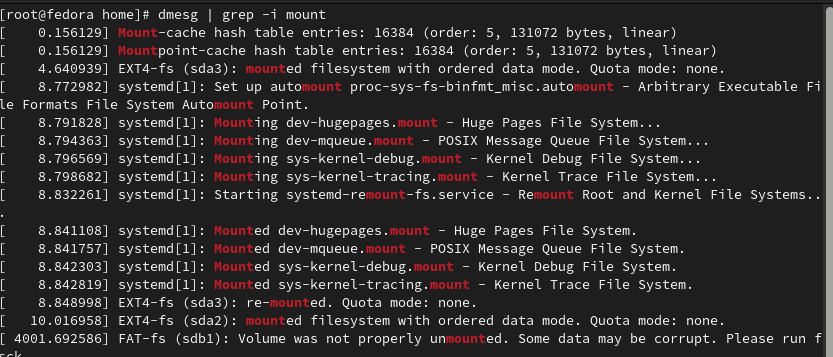 [root@fedora home]# dmesg | grep -i mount
[    0.156129] Mount-cache hash table entries: 16384 (order: 5, 131072 bytes, linear)
[    0.156129] Mountpoint-cache hash table entries: 16384 (order: 5, 131072 bytes, linear)
[    4.640939] EXT4-fs (sda3): mounted filesystem with ordered data mode. Quota mode: none.
[    8.772982] systemd[1]: Set up automount proc-sys-fs-binfmt_misc.automount - Arbitrary Executable Fi
le Formats File System Automount Point.
[    8.791828] systemd[1]: Mounting dev-hugepages.mount - Huge Pages File System...
[    8.794363] systemd[1]: Mounting dev-mqueue.mount - POSIX Message Queue File System...
[    8.796569] systemd[1]: Mounting sys-kernel-debug.mount - Kernel Debug File System...
[    8.798682] systemd[1]: Mounting sys-kernel-tracing.mount - Kernel Trace File System...
[    8.832261] systemd[1]: Starting systemd-remount-fs.service - Remount Root and Kernel File Systems..
.
[    8.841108] systemd[1]: Mounted dev-hugepages.mount - Huge Pages File System.
[    8.841757] systemd[1]: Mounted dev-mqueue.mount - POSIX Message Queue File System.
[    8.842303] systemd[1]: Mounted sys-kernel-debug.mount - Kernel Debug File System.
[    8.842819] systemd[1]: Mounted sys-kernel-tracing.mount - Kernel Trace File System.
[    8.848998] EXT4-fs (sda3): re-mounted. Quota mode: none.
[   10.016958] EXT4-fs (sda2): mounted filesystem with ordered data mode. Quota mode: none.
[ 4001.692586] FAT-fs (sdb1): Volume was not properly unmounted. Some data may be corrupt. Please run f
sck.